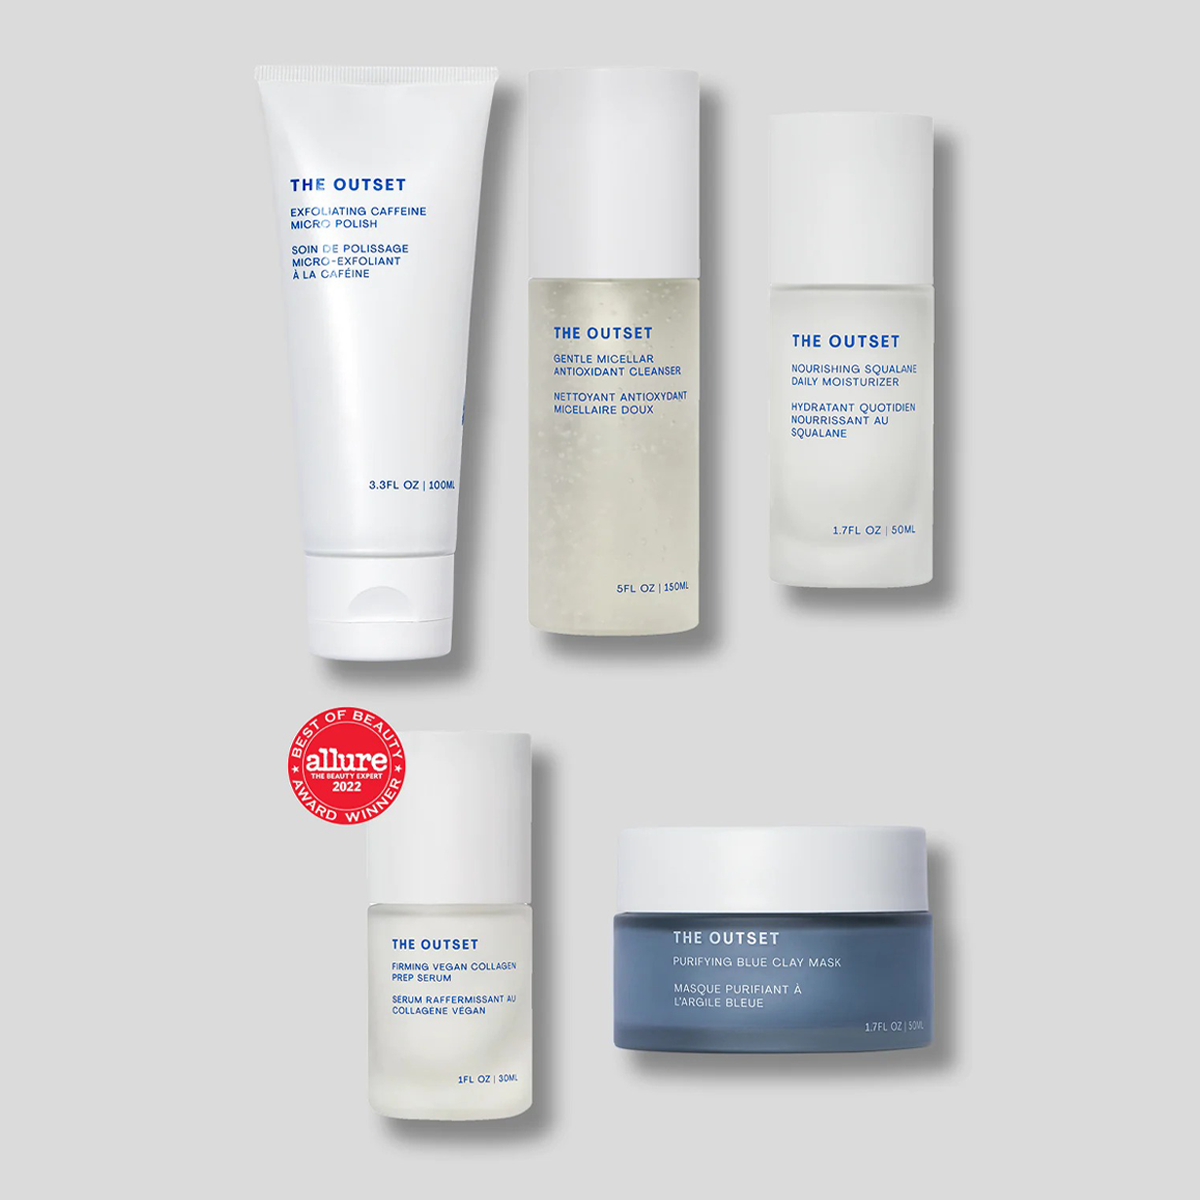 THE OUTSET
EXFOLIATING CAFFEINE
MICRO POLISH
SOIN DE POLISSAGE
MICRO-EXFOLIANT
À LA CAFÉINE
3.3FL OZ | 100ML
THE OUTSET
GENTLE MICELLAR
ANTIOXIDANT CLEANSER
NETTOYANT ANTIOXYDANT
MICELLAIRE DOUX
5FL OZ | 150ML
THE OUTSET
NOURISHING SQUALANE
DAILY MOISTURIZER
HYDRATANT QUOTIDIEN
NOURRISSANT AU
SQUALANE
1.7FL OZ | 50ML
BEST OF BEAUTY
allure
THE BEAUTY EXPERT
2022
AWARD WINNER
THE OUTSET
FIRMING VEGAN COLLAGEN
PREP SERUM
SÉRUM RAFFERMISSANT AU
COLLAGÈNE VÉGAN
1FL OZ | 30ML
THE OUTSET
PURIFYING BLUE CLAY MASK
MASQUE PURIFIANT À
L'ARGILE BLEUE
1.7FL OZ | 50ML